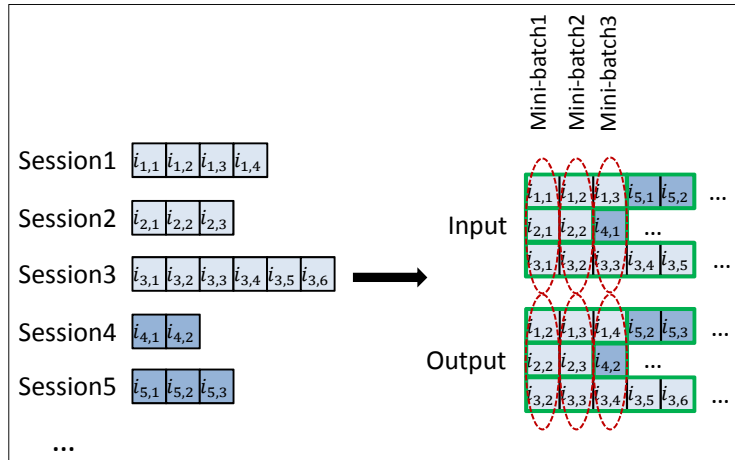 Mini-batch1
Mini-batch2
Mini-batch3
Session1 i1,1 i1,2 i1,3 i1,4
Session2 i2,1 i2,2 i2,3
Session3 i3,1 i3,2 i3,3 i3,4 i3,5 i3,6
Session4 i4,1 i4,2
Session5 i5,1 i5,2 i5,3
...
Input
i1,1 i1,2 i1,3 i5,1 i5,2 ...
i2,1 i2,2 i4,1 ...
i3,1 i3,2 i3,3 i3,4 i3,5 ...
Output
i1,2 i1,3 i1,4 i5,2 i5,3 ...
i2,2 i2,3 i4,2 ...
i3,2 i3,3 i3,4 i3,5 i3,6 ...